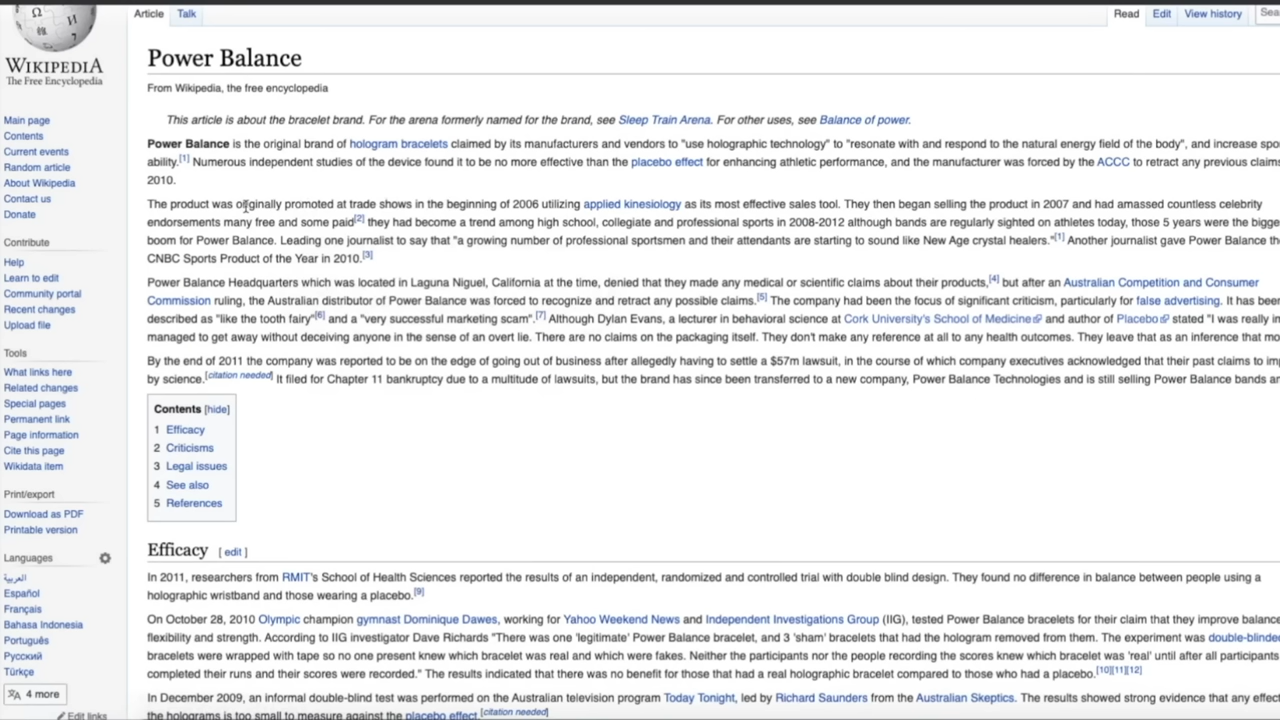 Article Talk Read Edit View history Sea
WIKIPEDIA
The Free Encyclopedia
Main page
Contents
Current events
Random article
About Wikipedia
Contact us
Donate
Contribute
Help
Learn to edit
Community portal
Recent changes
Upload file
Tools
What links here
Related changes
Special pages
Permanent link
Page information
Cite this page
Wikidata item
Print/export
Download as PDF
Printable version
Languages
العربية
Español
Français
Bahasa Indonesia
Português
Русский
Türkçe
4 more
Edit links
Power Balance
From Wikipedia, the free encyclopedia
This article is about the bracelet brand. For the arena formerly named for the brand, see Sleep Train Arena. For other uses, see Balance of power.
Power Balance is the original brand of hologram bracelets claimed by its manufacturers and vendors to "use holographic technology" to "resonate with and respond to the natural energy field of the body", and increase spo
ability.[1] Numerous independent studies of the device found it to be no more effective than the placebo effect for enhancing athletic performance, and the manufacturer was forced by the ACCC to retract any previous claims
2010.
The product was originally promoted at trade shows in the beginning of 2006 utilizing applied kinesiology as its most effective sales tool. They then began selling the product in 2007 and had amassed countless celebrity
endorsements many free and some paid[2] they had become a trend among high school, collegiate and professional sports in 2008-2012 although bands are regularly sighted on athletes today, those 5 years were the bigge
boom for Power Balance. Leading one journalist to say that "a growing number of professional sportsmen and their attendants are starting to sound like New Age crystal healers."[1] Another journalist gave Power Balance th
CNBC Sports Product of the Year in 2010.[3]
Power Balance Headquarters which was located in Laguna Niguel, California at the time, denied that they made any medical or scientific claims about their products,[4] but after an Australian Competition and Consumer
Commission ruling, the Australian distributor of Power Balance was forced to recognize and retract any possible claims.[5] The company had been the focus of significant criticism, particularly for false advertising. It has been
described as "like the tooth fairy"[6] and a "very successful marketing scam".[7] Although Dylan Evans, a lecturer in behavioral science at Cork University's School of Medicine and author of Placebo stated "I was really im
managed to get away without deceiving anyone in the sense of an overt lie. There are no claims on the packaging itself. They don't make any reference at all to any health outcomes. They leave that as an inference that mo
By the end of 2011 the company was reported to be on the edge of going out of business after allegedly having to settle a $57m lawsuit, in the course of which company executives acknowledged that their past claims to imp
by science.[citation needed] It filed for Chapter 11 bankruptcy due to a multitude of lawsuits, but the brand has since been transferred to a new company, Power Balance Technologies and is still selling Power Balance bands an
Contents [hide]
1 Efficacy
2 Criticisms
3 Legal issues
4 See also
5 References
Efficacy [ edit ]
In 2011, researchers from RMIT's School of Health Sciences reported the results of an independent, randomized and controlled trial with double blind design. They found no difference in balance between people using a
holographic wristband and those wearing a placebo.[9]
On October 28, 2010 Olympic champion gymnast Dominique Dawes, working for Yahoo Weekend News and Independent Investigations Group (IIG), tested Power Balance bracelets for their claim that they improve balance
flexibility and strength. According to IIG investigator Dave Richards "There was one 'legitimate' Power Balance bracelet, and 3 'sham' bracelets that had the hologram removed from them. The experiment was double-blinde
bracelets were wrapped with tape so no one present knew which bracelet was real and which were fakes. Neither the participants nor the people recording the scores knew which bracelet was 'real' until after all participants
completed their runs and their scores were recorded." The results indicated that there was no benefit for those that had a real holographic bracelet compared to those who had a placebo.[10][11][12]
In December 2009, an informal double-blind test was performed on the Australian television program Today Tonight, led by Richard Saunders from the Australian Skeptics. The results showed strong evidence that any effect
the holograms is too small to measure against the placebo effect.[citation needed]